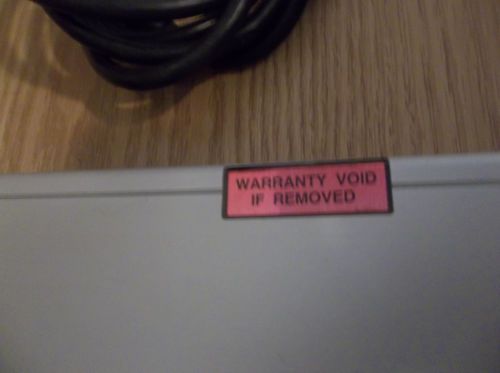 WARRANTY VOID
IF REMOVED